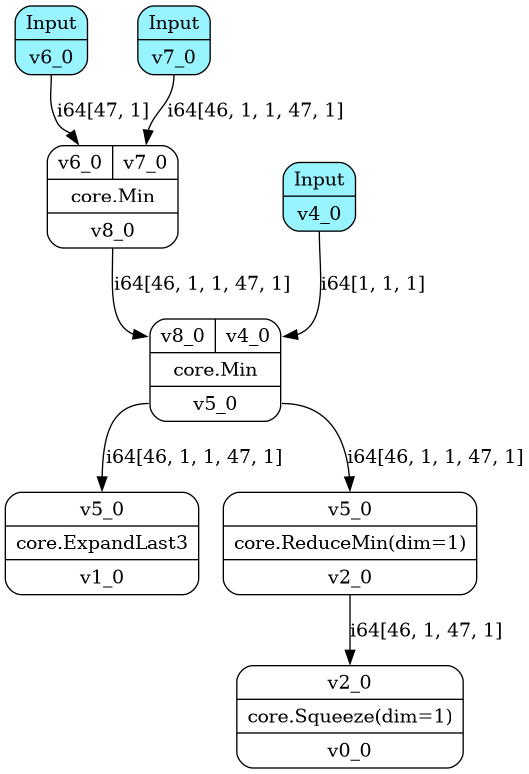 Input
v6_0
Input
v7_0
i64[47, 1]
i64[46, 1, 1, 47, 1]
v6_0
v7_0
core.Min
v8_0
Input
v4_0
i64[46, 1, 1, 47, 1]
i64[1, 1, 1]
v8_0
v4_0
core.Min
v5_0
i64[46, 1, 1, 47, 1]
i64[46, 1, 1, 47, 1]
v5_0
core.ExpandLast3
v1_0
v5_0
core.ReduceMin(dim=1)
v2_0
i64[46, 1, 47, 1]
v2_0
core.Squeeze(dim=1)
v0_0